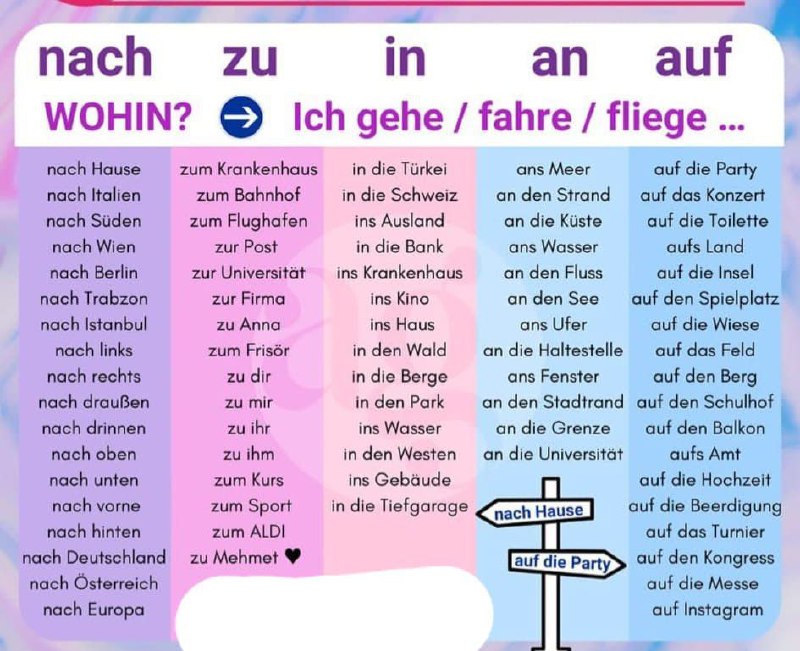 nach zu in an auf
WOHIN? → Ich gehe / fahre / fliege ...
nach Hause
nach Italien
nach Süden
nach Wien
nach Berlin
nach Trabzon
nach Istanbul
nach links
nach rechts
nach draußen
nach drinnen
nach oben
nach unten
nach vorne
nach hinten
nach Deutschland
nach Österreich
nach Europa
zum Krankenhaus
zum Bahnhof
zum Flughafen
zur Post
zur Universität
zur Firma
zu Anna
zum Frisör
zu dir
zu mir
zu ihr
zu ihm
zum Kurs
zum Sport
zum ALDI
zu Mehmet ♥
in die Türkei
in die Schweiz
ins Ausland
in die Bank
ins Krankenhaus
ins Kino
ins Haus
in den Wald
in die Berge
in den Park
ins Wasser
in den Westen
ins Gebäude
in die Tiefgarage
ans Meer
an den Strand
an die Küste
ans Wasser
an den Fluss
an den See
ans Ufer
an die Haltestelle
ans Fenster
an den Stadtrand
an die Grenze
an die Universität
nach Hause
auf die Party
auf die Party
auf das Konzert
auf die Toilette
aufs Land
auf die Insel
auf den Spielplatz
auf die Wiese
auf das Feld
auf den Berg
auf den Schulhof
auf den Balkon
aufs Amt
auf die Hochzeit
auf die Beerdigung
auf das Turnier
auf den Kongress
auf die Messe
auf Instagram